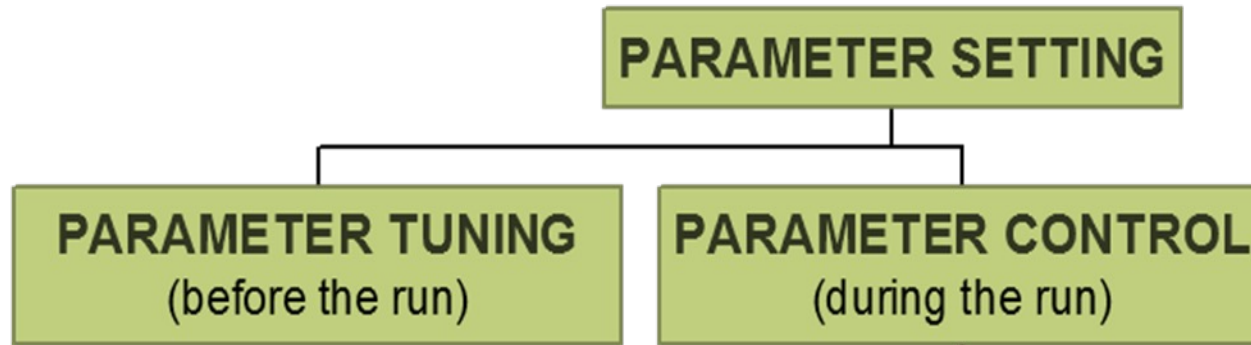 PARAMETER SETTING
PARAMETER TUNING
(before the run)
PARAMETER CONTROL
(during the run)